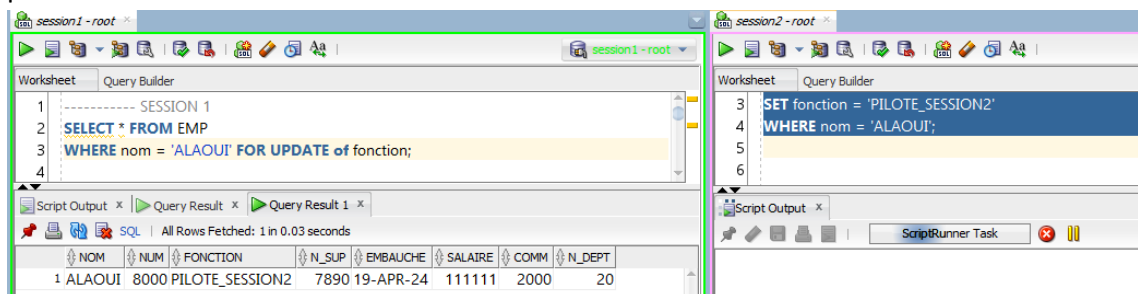 session1 - root
session1 - root
Worksheet Query Builder
1 ----------- SESSION 1
2 SELECT * FROM EMP
3 WHERE nom = 'ALAOUI' FOR UPDATE of fonction;
4
Script Output x Query Result x Query Result 1 x
SQL | All Rows Fetched: 1 in 0.03 seconds
NOM NUM FONCTION N_SUP EMBAUCHE SALAIRE COMM N_DEPT
1 ALAOUI 8000 PILOTE_SESSION2 7890 19-APR-24 111111 2000 20
session2 - root
Worksheet Query Builder
3 SET fonction = 'PILOTE_SESSION2'
4 WHERE nom = 'ALAOUI';
5
6
Script Output x
ScriptRunner Task